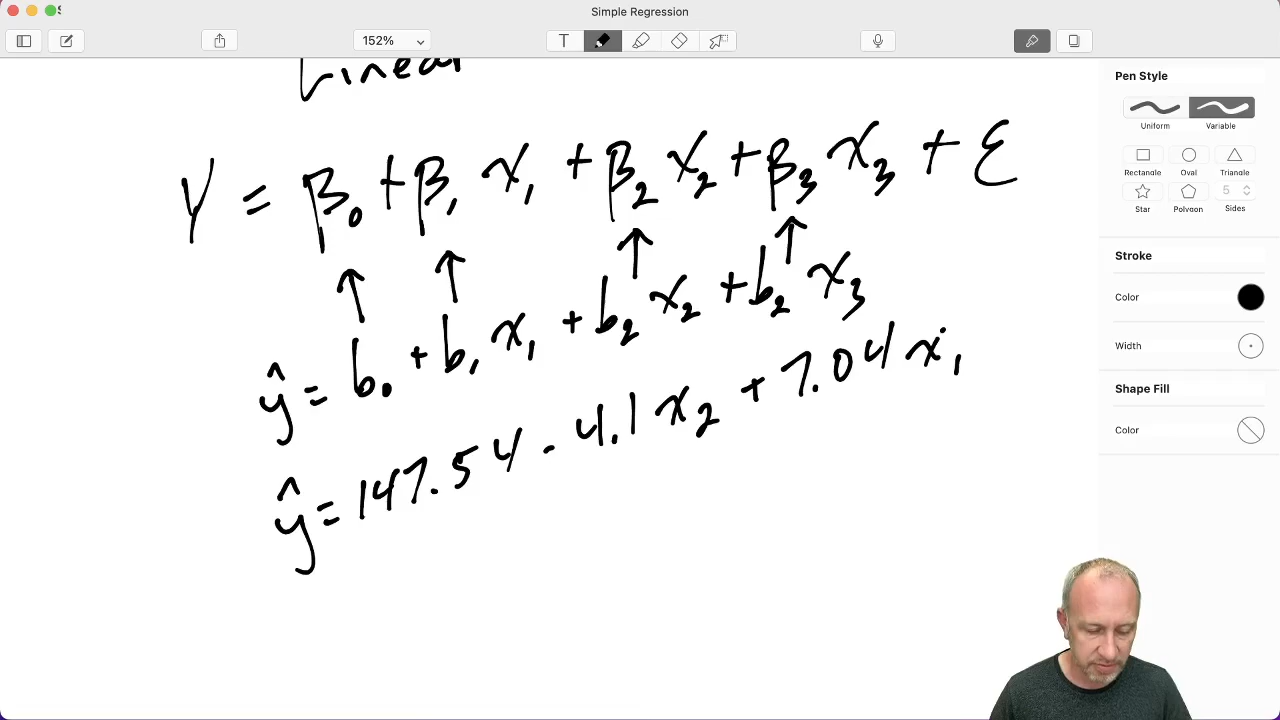 Simple Regression
152%
T
Linear
Y = β₀ + β₁ x₁ + β₂ x₂ + β₃ x₃ + ε
ŷ = b₀ + b₁ x₁ + b₂ x₂ + b₂ x₃
ŷ = 147.54 - 4.1 x₂ + 7.04 x₁
Pen Style
Uniform Variable
Rectangle Oval Triangle
Star Polygon 5 Sides
Stroke
Color
Width
Shape Fill
Color